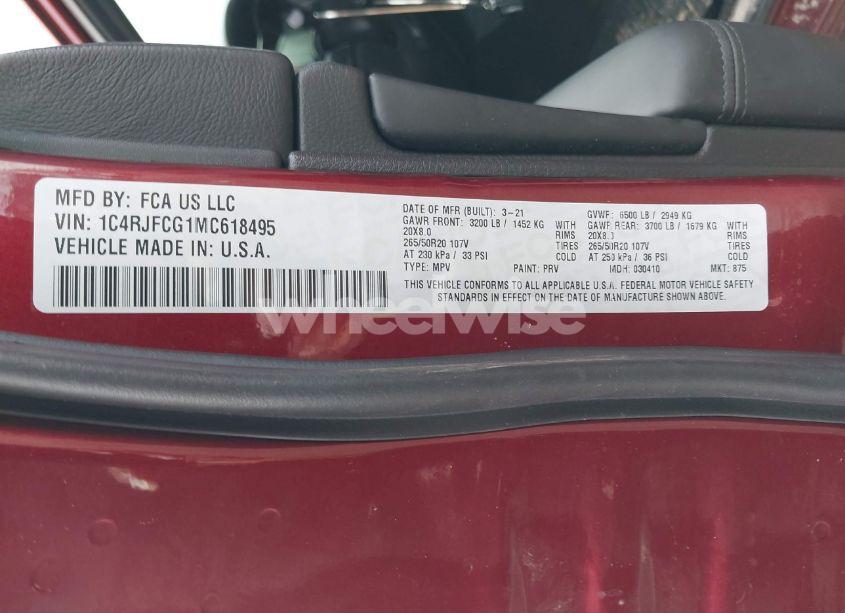 MFD BY: FCA US LLC
VIN: 1C4RJFCG1MC618495
VEHICLE MADE IN: U.S.A.
DATE OF MFR (BUILT): 3-21 GVWR: 6500 LB / 2949 KG
GAWR FRONT: 3200 LB / 1452 KG WITH GAWR REAR: 3700 LB / 1679 KG WITH
20X8.0 RIMS 20X8.0 RIMS
265/50R20 107V TIRES 265/50R20 107V TIRES
AT 230 kPa / 33 PSI COLD AT 250 kPa / 36 PSI COLD
TYPE: MPV PAINT: PRV MDH: 030410 MKT: 875
THIS VEHICLE CONFORMS TO ALL APPLICABLE U.S.A. FEDERAL MOTOR VEHICLE SAFETY
STANDARDS IN EFFECT ON THE DATE OF MANUFACTURE SHOWN ABOVE.
wheelwise